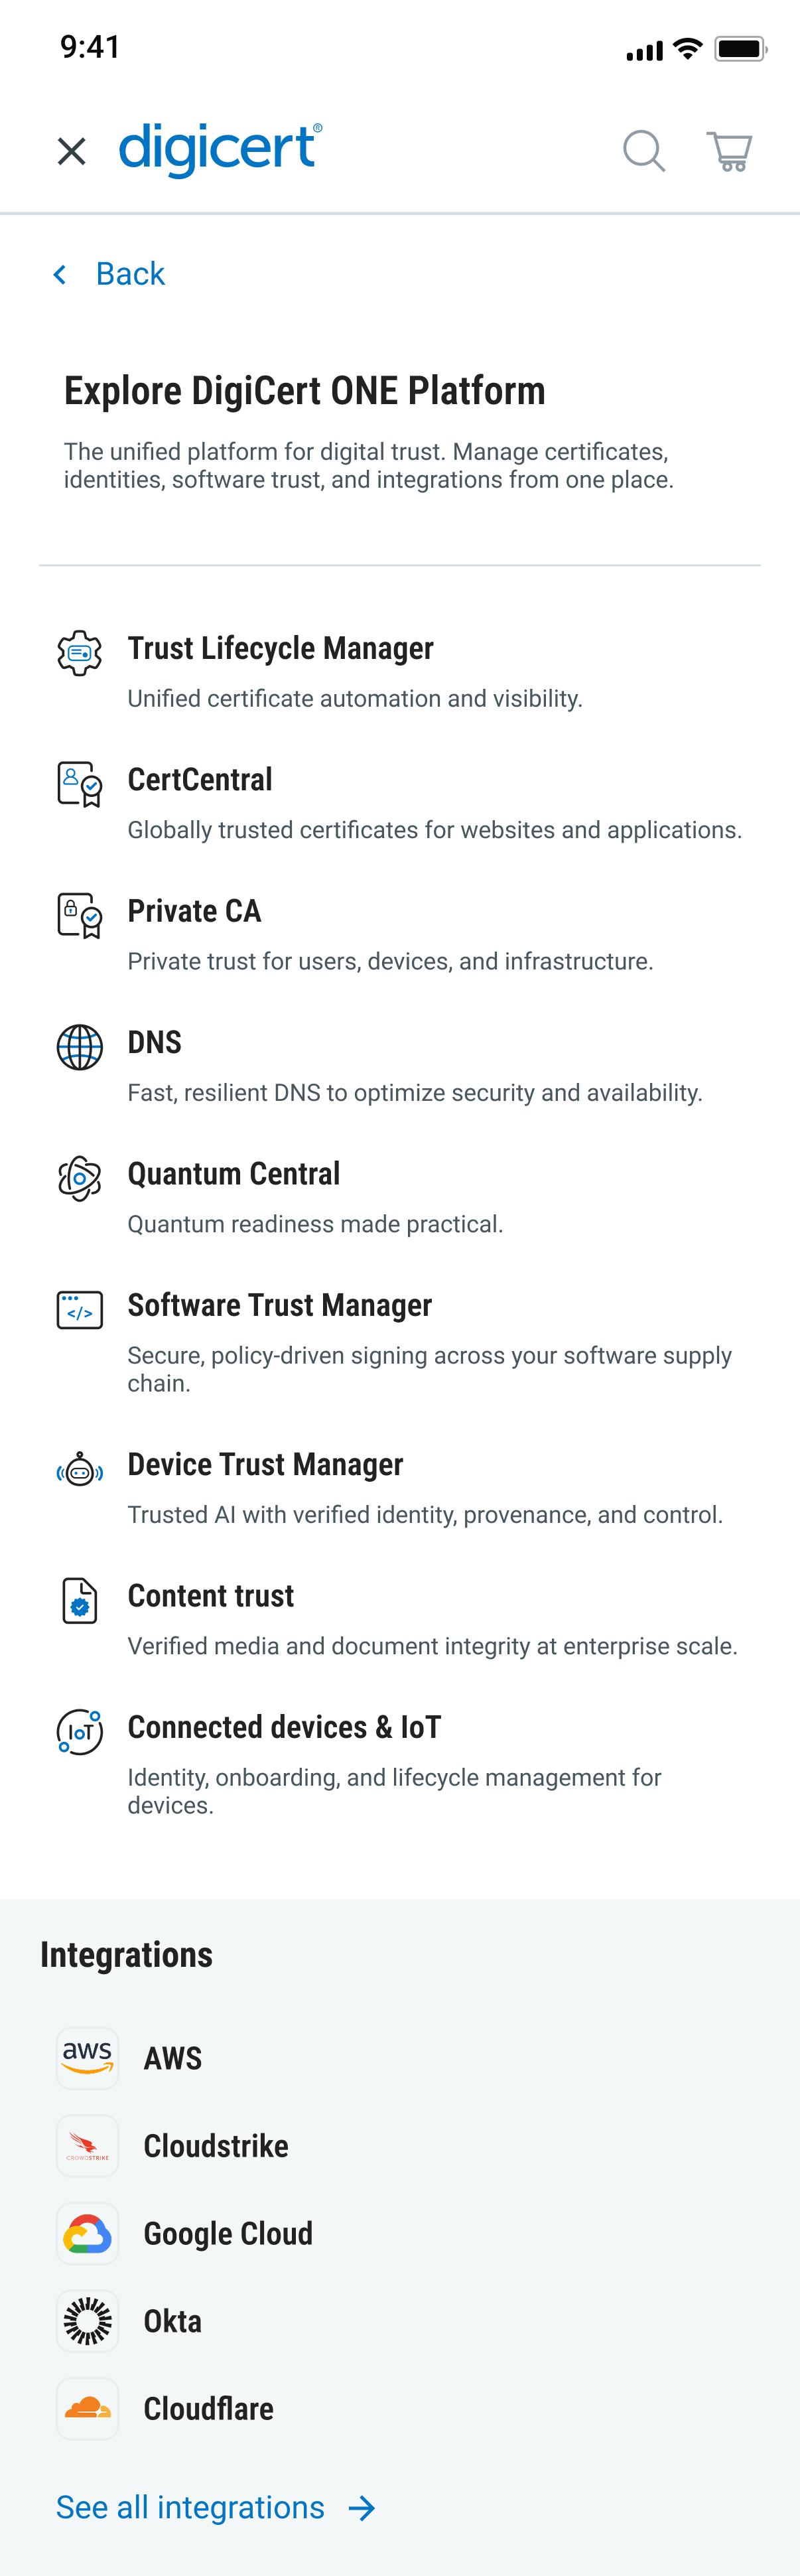 9:41
digicert®
Back
Explore DigiCert ONE Platform
The unified platform for digital trust. Manage certificates,
identities, software trust, and integrations from one place.
Trust Lifecycle Manager
Unified certificate automation and visibility.
CertCentral
Globally trusted certificates for websites and applications.
Private CA
Private trust for users, devices, and infrastructure.
DNS
Fast, resilient DNS to optimize security and availability.
Quantum Central
Quantum readiness made practical.
</>
Software Trust Manager
Secure, policy-driven signing across your software supply
chain.
Device Trust Manager
Trusted AI with verified identity, provenance, and control.
Content trust
Verified media and document integrity at enterprise scale.
IoT
Connected devices & IoT
Identity, onboarding, and lifecycle management for
devices.
Integrations
aws
AWS
CROWDSTRIKE
Cloudstrike
Google Cloud
Okta
Cloudflare
See all integrations